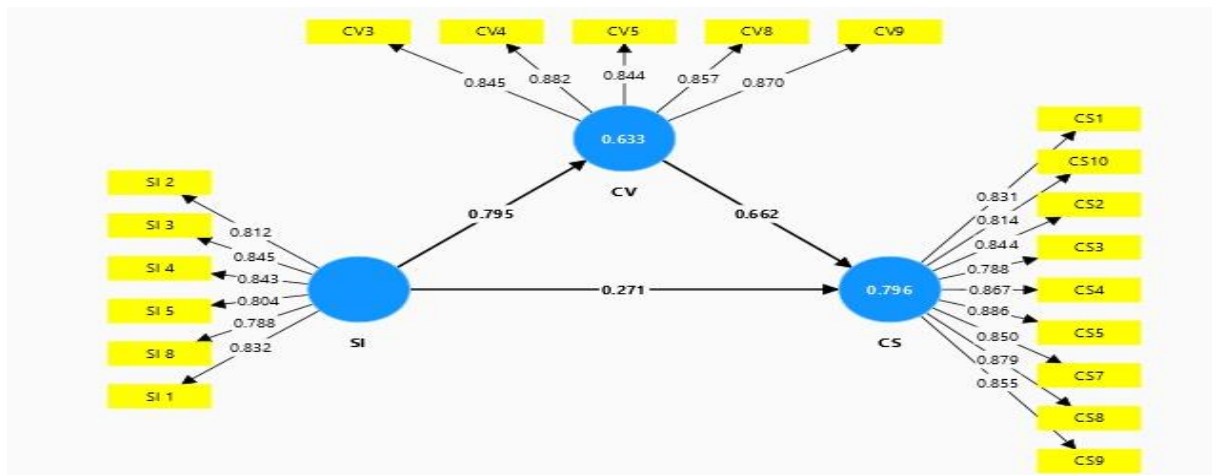 CV3 CV4 CV5 CV8 CV9
0.845 0.882 0.844 0.857 0.870
0.633
CV
SI 2
SI 3
SI 4
SI 5
SI 8
SI 1
0.812
0.845
0.843
0.804
0.788
0.832
SI
0.795
0.662
0.271
0.796
CS
0.831
0.814
0.844
0.788
0.867
0.886
0.850
0.879
0.855
CS1
CS10
CS2
CS3
CS4
CS5
CS7
CS8
CS9